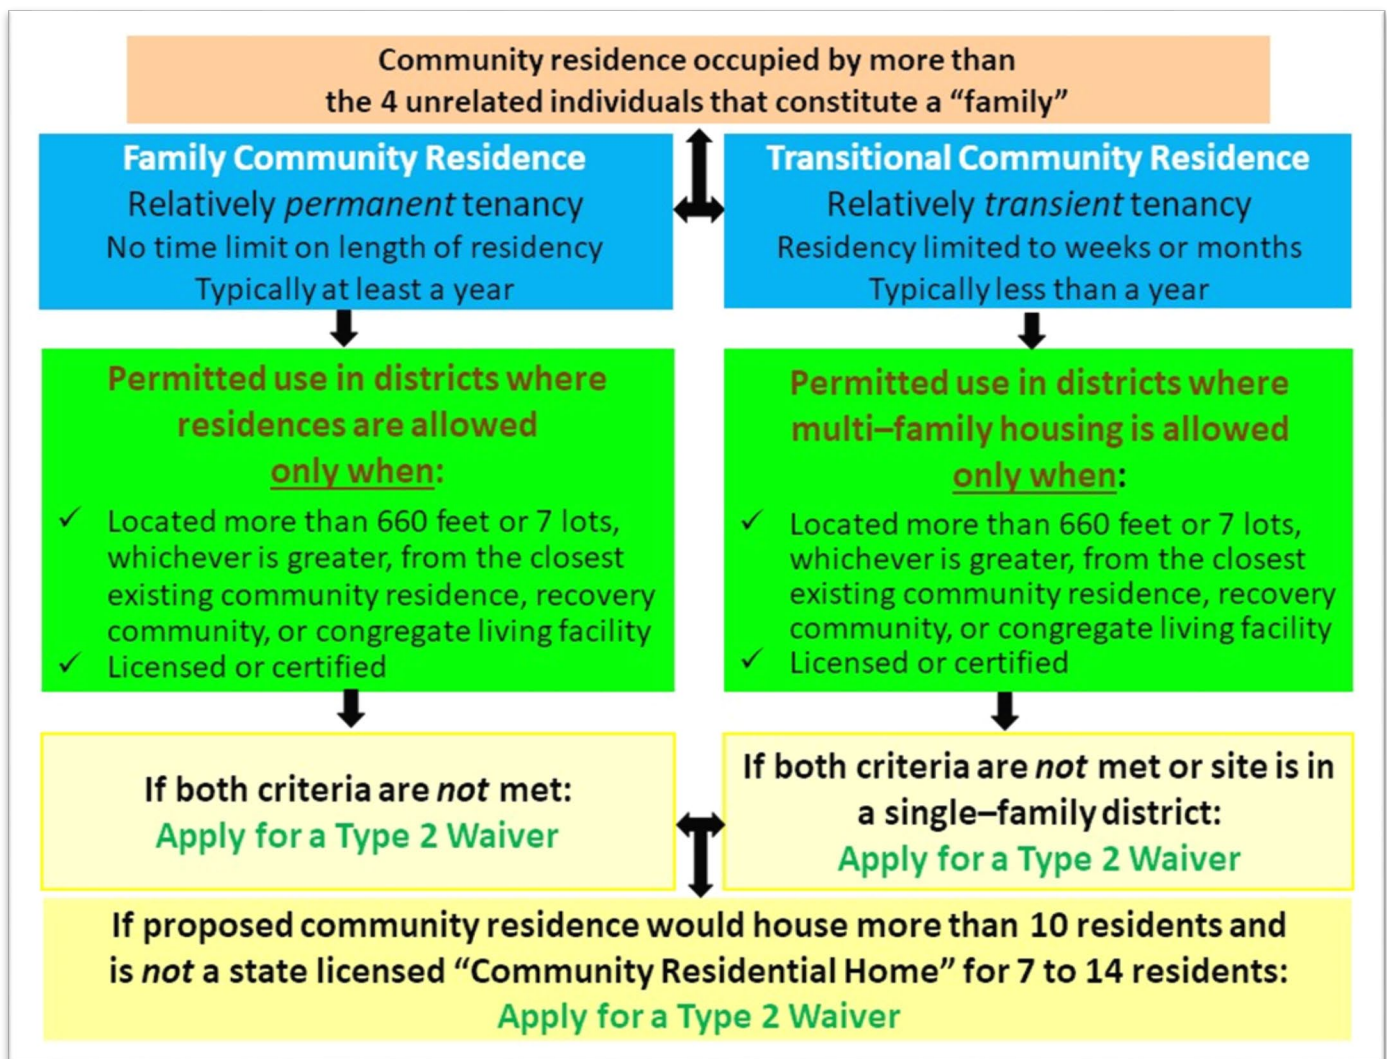 Community residence occupied by more than
the 4 unrelated individuals that constitute a “family”
Family Community Residence
Relatively permanent tenancy
No time limit on length of residency
Typically at least a year
Transitional Community Residence
Relatively transient tenancy
Residency limited to weeks or months
Typically less than a year
Permitted use in districts where
residences are allowed
only when:
✓ Located more than 660 feet or 7 lots,
whichever is greater, from the closest
existing community residence, recovery
community, or congregate living facility
✓ Licensed or certified
Permitted use in districts where
multi–family housing is allowed
only when:
✓ Located more than 660 feet or 7 lots,
whichever is greater, from the closest
existing community residence, recovery
community, or congregate living facility
✓ Licensed or certified
If both criteria are not met:
Apply for a Type 2 Waiver
If both criteria are not met or site is in
a single–family district:
Apply for a Type 2 Waiver
If proposed community residence would house more than 10 residents and
is not a state licensed “Community Residential Home” for 7 to 14 residents:
Apply for a Type 2 Waiver